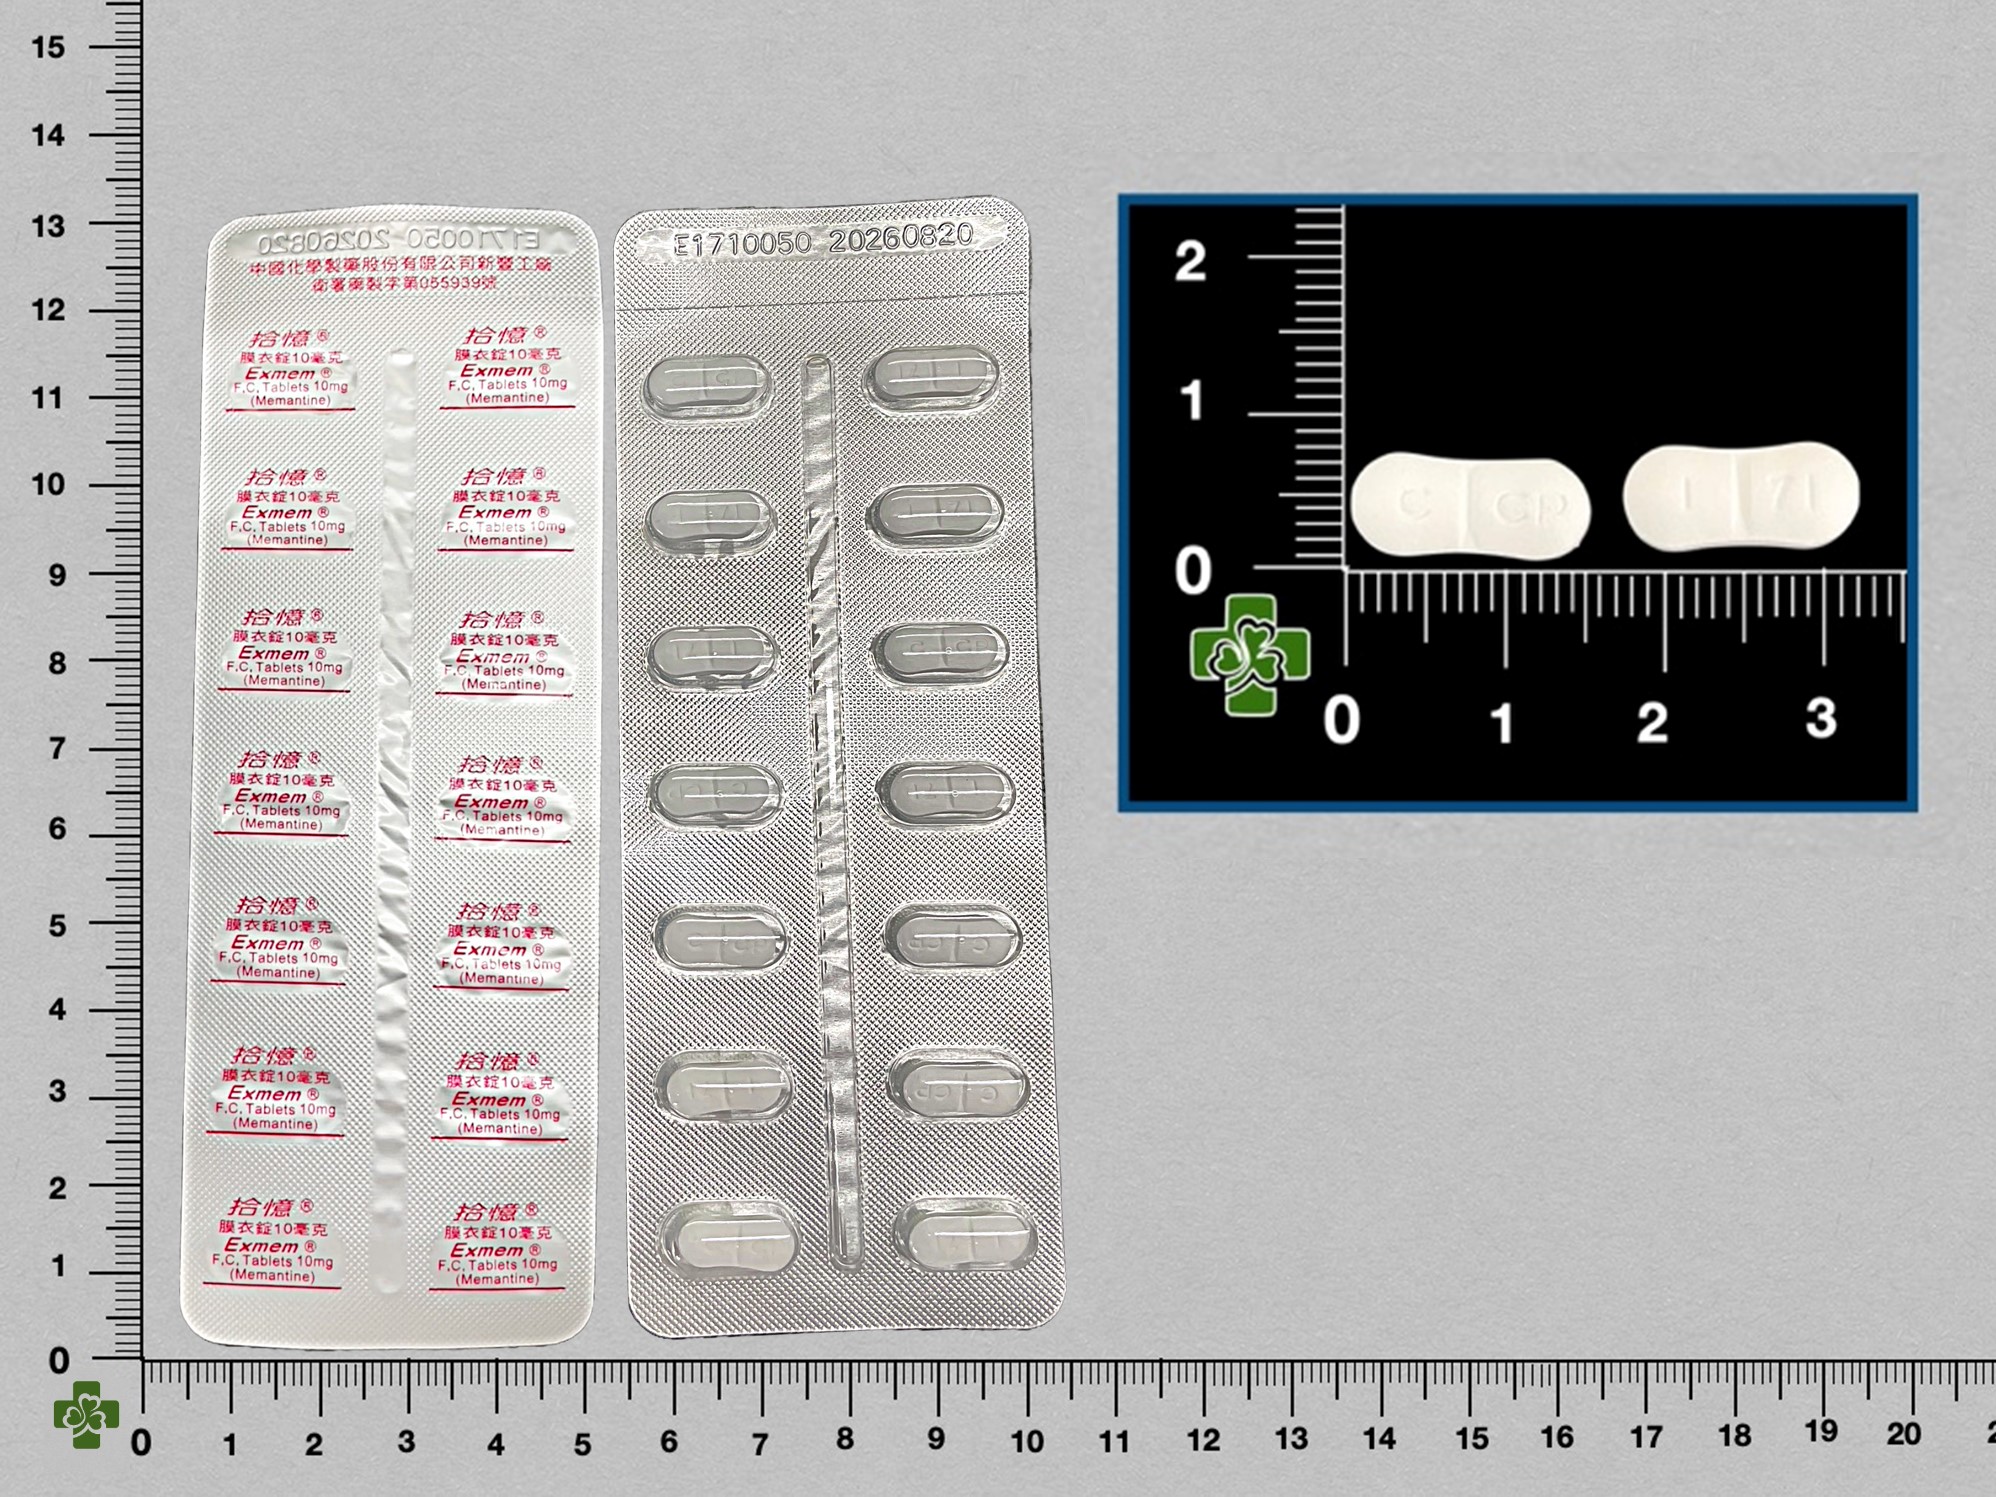 E1710050 20260820
中國化學製藥股份有限公司新豐工廠
衛署藥製字第055939號
拾憶®
膜衣錠10毫克
Exmem®
F.C. Tablets 10mg
(Memantine)
拾憶®
膜衣錠10毫克
Exmem®
F.C. Tablets 10mg
(Memantine)
拾憶®
膜衣錠10毫克
Exmem®
F.C. Tablets 10mg
(Memantine)
拾憶®
膜衣錠10毫克
Exmem®
F.C. Tablets 10mg
(Memantine)
拾憶®
膜衣錠10毫克
Exmem®
F.C. Tablets 10mg
(Memantine)
拾憶®
膜衣錠10毫克
Exmem®
F.C. Tablets 10mg
(Memantine)
拾憶®
膜衣錠10毫克
Exmem®
F.C. Tablets 10mg
(Memantine)
拾憶®
膜衣錠10毫克
Exmem®
F.C. Tablets 10mg
(Memantine)
拾憶®
膜衣錠10毫克
Exmem®
F.C. Tablets 10mg
(Memantine)
拾憶®
膜衣錠10毫克
Exmem®
F.C. Tablets 10mg
(Memantine)
拾憶®
膜衣錠10毫克
Exmem®
F.C. Tablets 10mg
(Memantine)
拾憶®
膜衣錠10毫克
Exmem®
F.C. Tablets 10mg
(Memantine)
拾憶®
膜衣錠10毫克
Exmem®
F.C. Tablets 10mg
(Memantine)
拾憶®
膜衣錠10毫克
Exmem®
F.C. Tablets 10mg
(Memantine)
E1710050 20260820
C CP
1 71
2
1
0
0 1 2 3
15
14
13
12
11
10
9
8
7
6
5
4
3
2
1
0
0 1 2 3 4 5 6 7 8 9 10 11 12 13 14 15 16 17 18 19 20